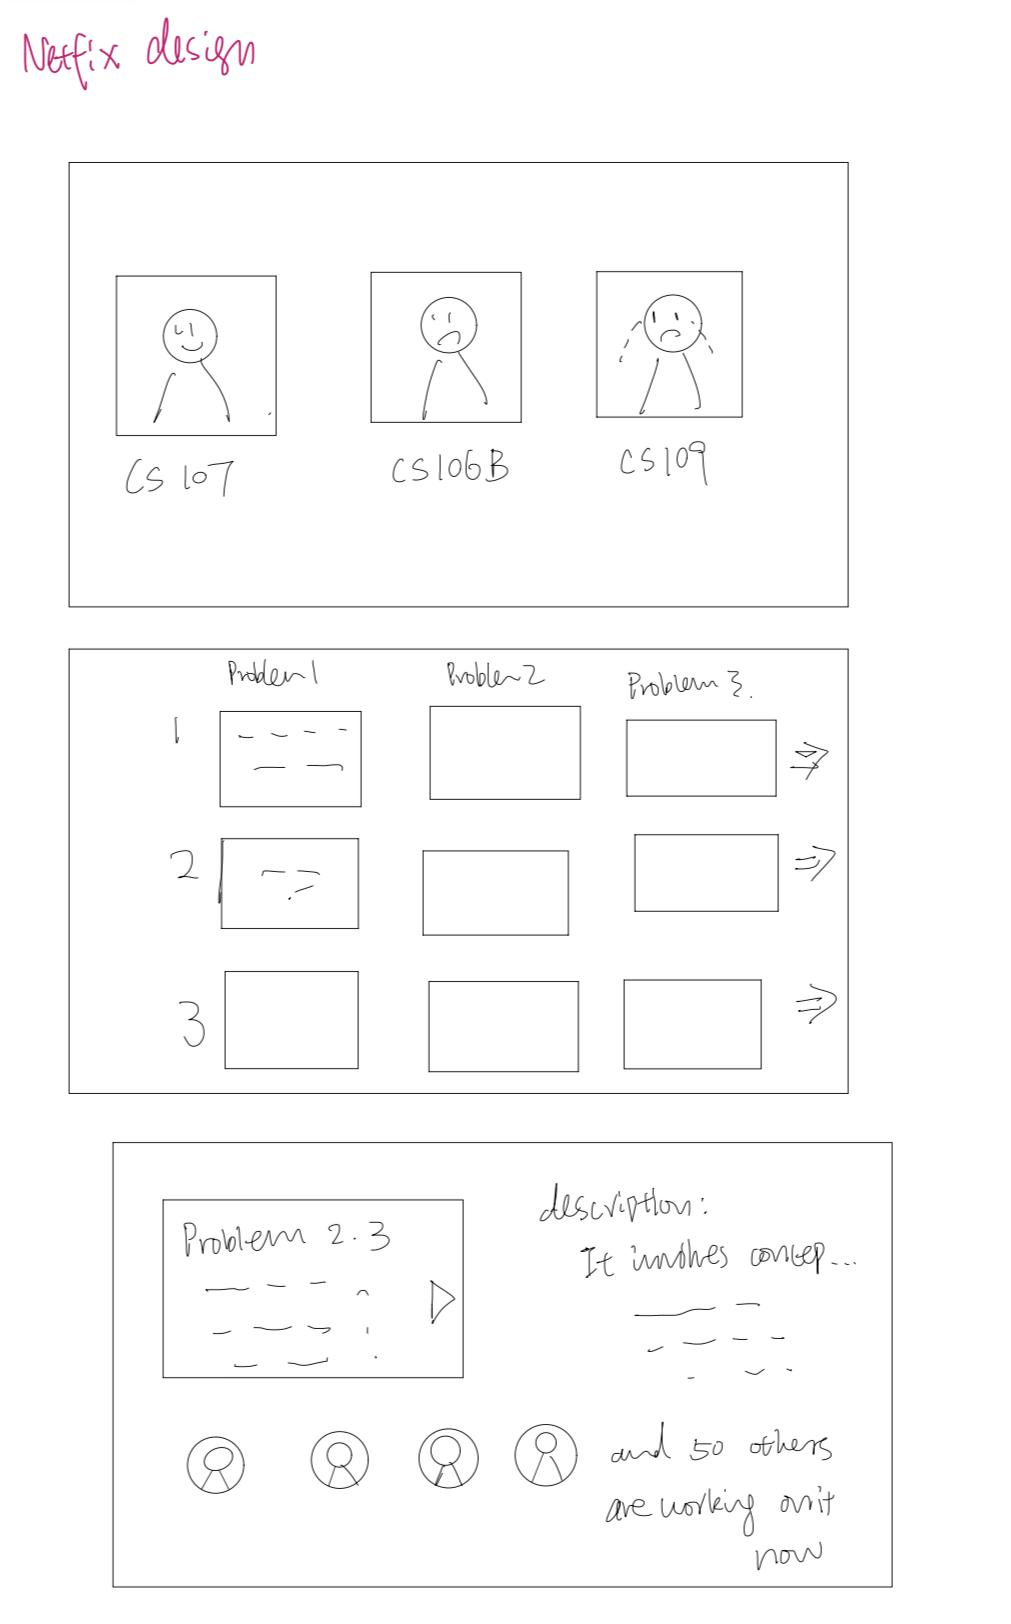 Netfix design
CS 107
CS106B
CS109
Problem 1
Problem 2
Problem 3.
1
2
3
Problem 2.3
description:
It involves concep...
and 50 others
are working on it
now